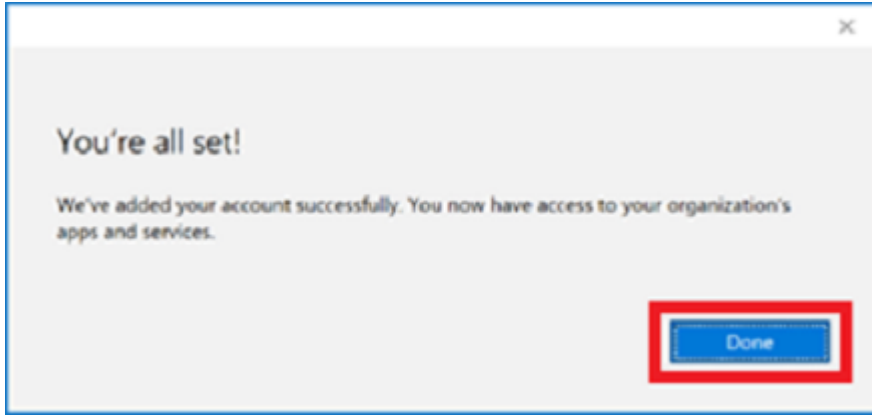 You're all set!
We've added your account successfully. You now have access to your organization's
apps and services.
Done